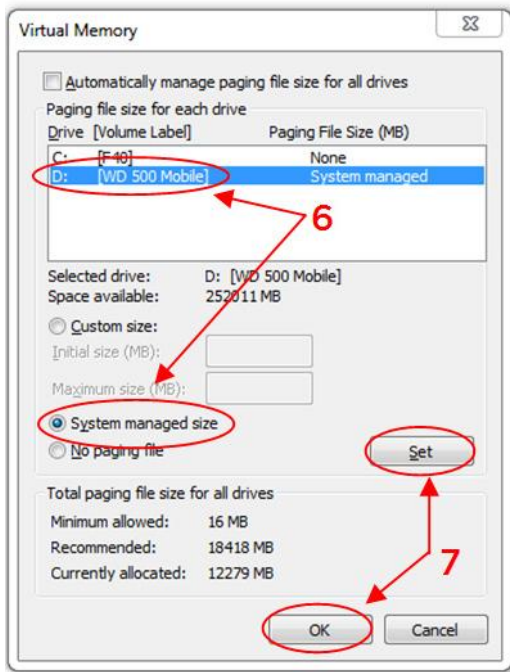 Virtual Memory
Automatically manage paging file size for all drives
Paging file size for each drive
Drive [Volume Label] Paging File Size (MB)
C: [F40] None
D: [WD 500 Mobile] System managed
6
Selected drive: D: [WD 500 Mobile]
Space available: 252011 MB
Custom size:
Initial size (MB):
Maximum size (MB):
System managed size
No paging file
Set
Total paging file size for all drives
Minimum allowed: 16 MB
Recommended: 18418 MB
Currently allocated: 12279 MB
7
OK Cancel